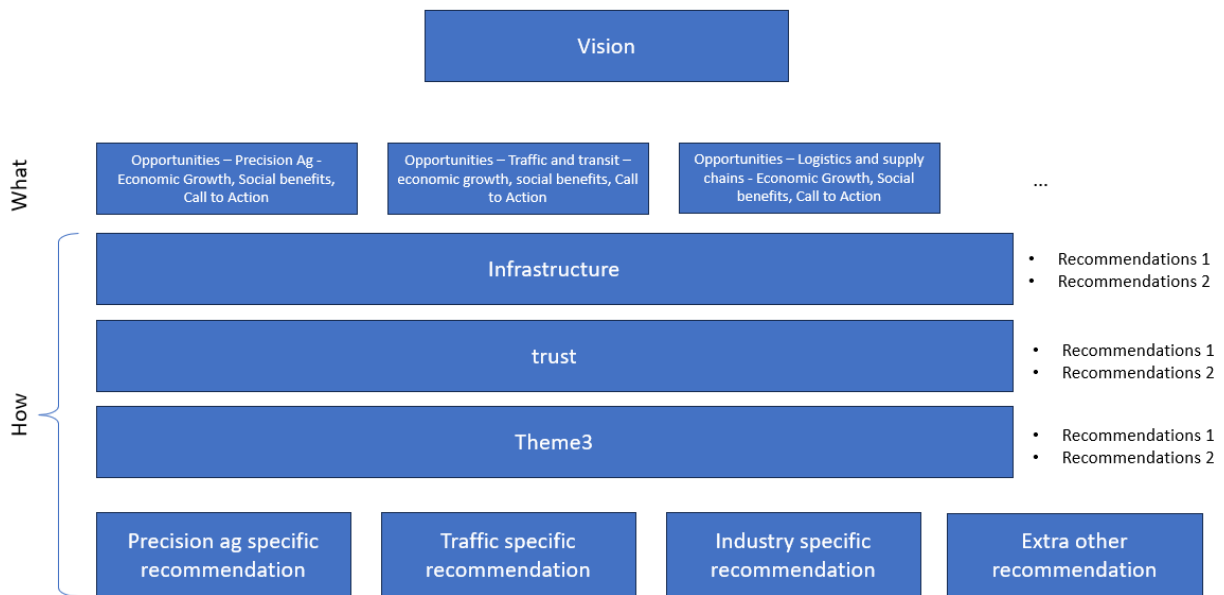 Vision
What
Opportunities – Precision Ag -
Economic Growth, Social benefits,
Call to Action
Opportunities – Traffic and transit –
economic growth, social benefits, Call
to Action
Opportunities – Logistics and supply
chains - Economic Growth, Social
benefits, Call to Action
...
How
Infrastructure
• Recommendations 1
• Recommendations 2
trust
• Recommendations 1
• Recommendations 2
Theme3
• Recommendations 1
• Recommendations 2
Precision ag specific
recommendation
Traffic specific
recommendation
Industry specific
recommendation
Extra other
recommendation